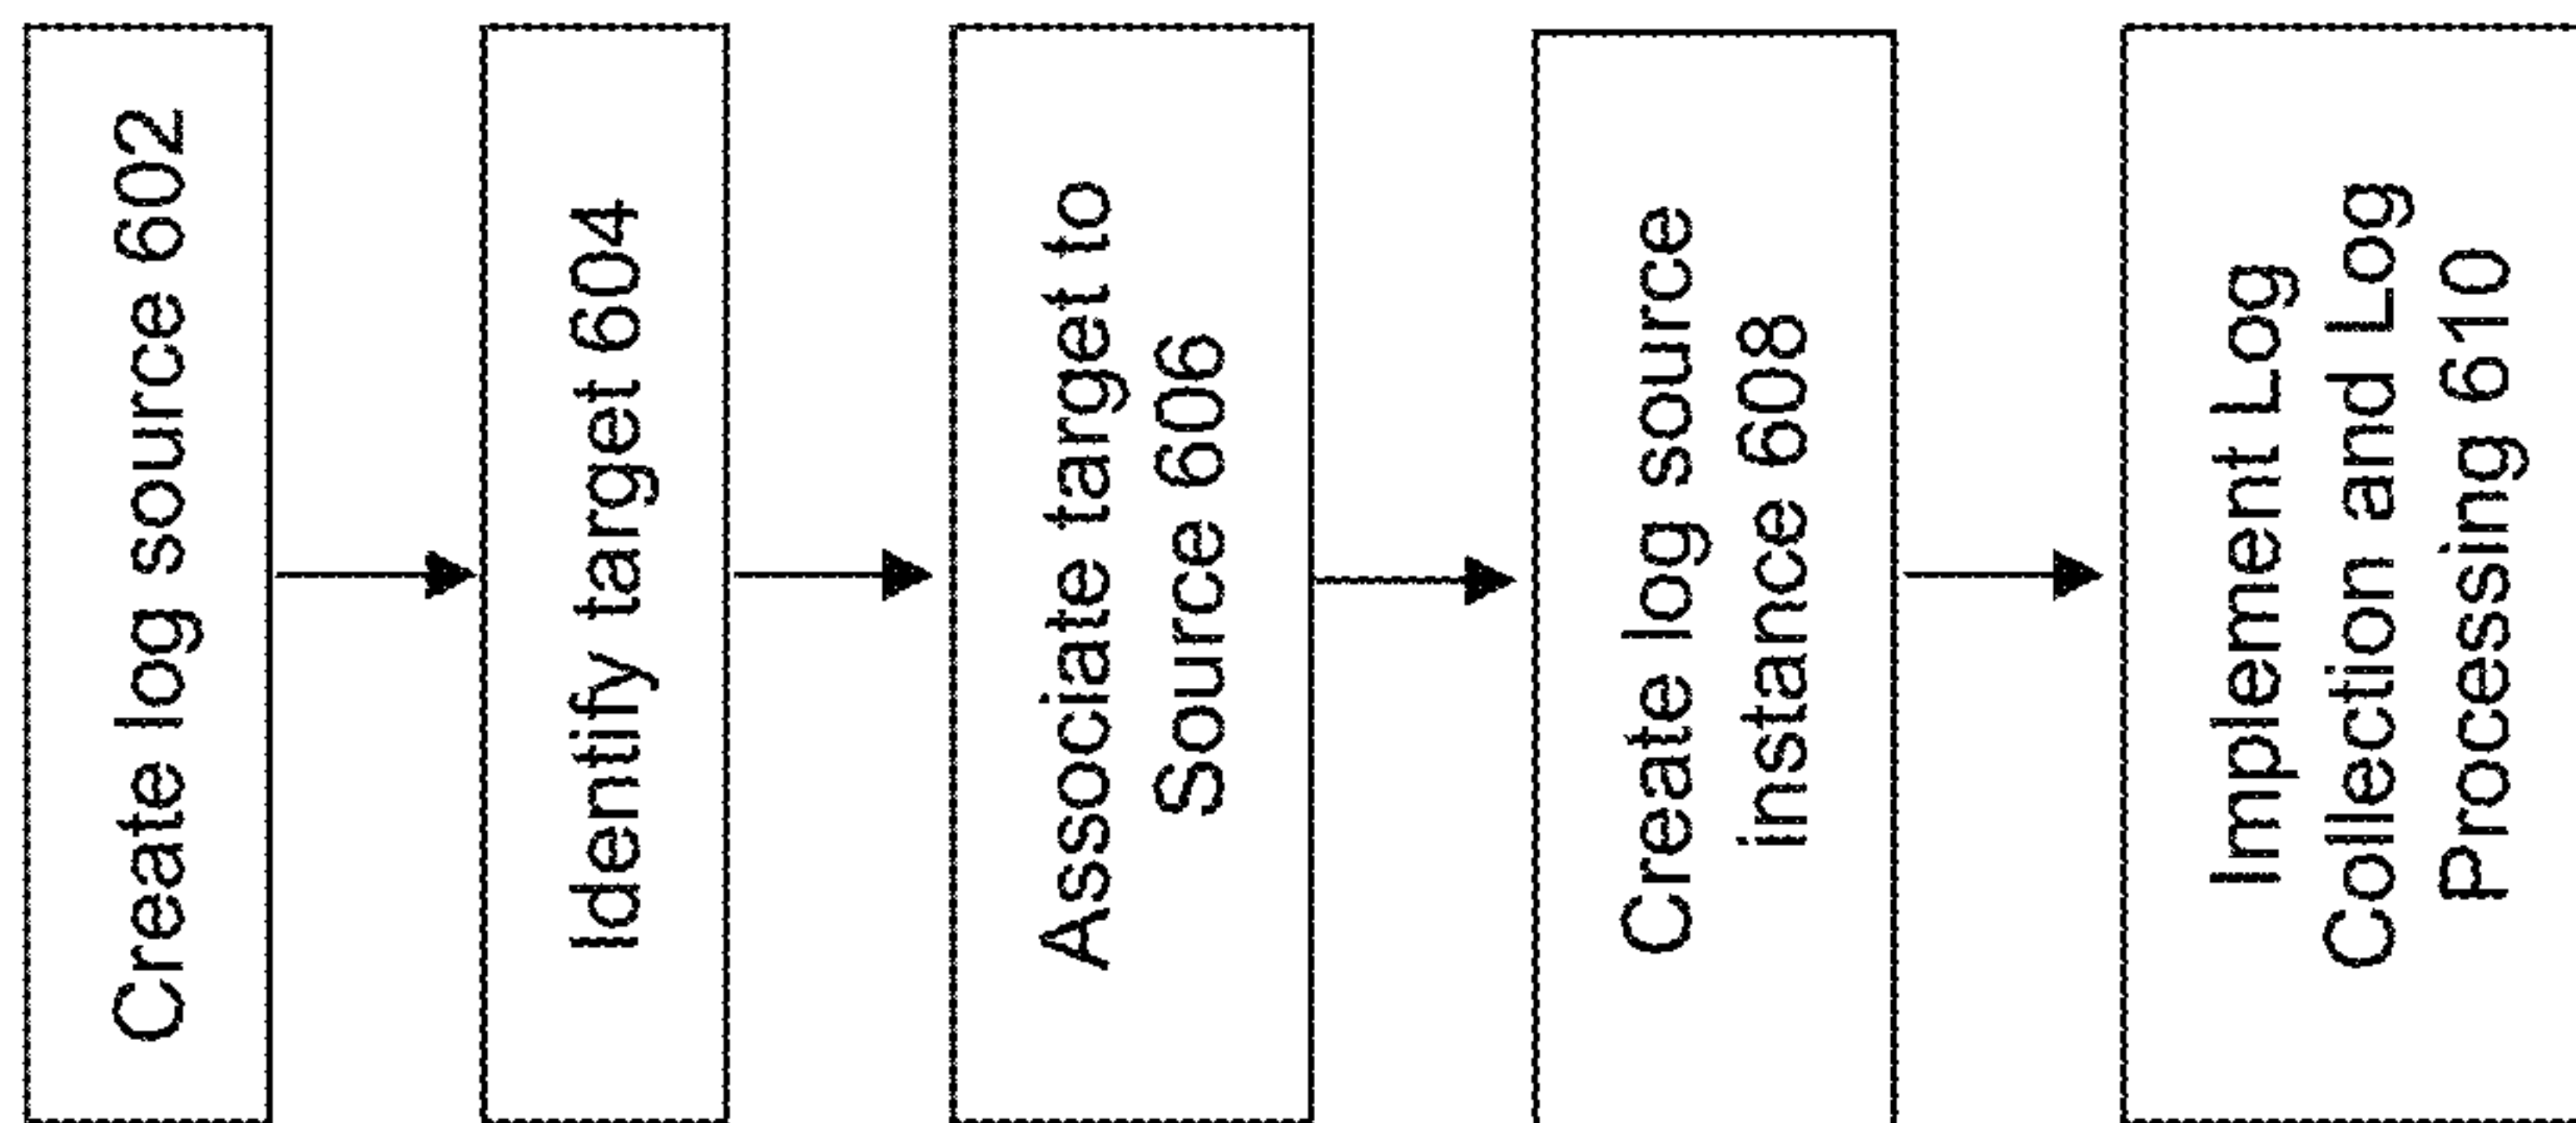 Create log source 602
Identify target 604
Associate target to
Source 606
Create log source
instance 608
Implement Log
Collection and Log
Processing 610